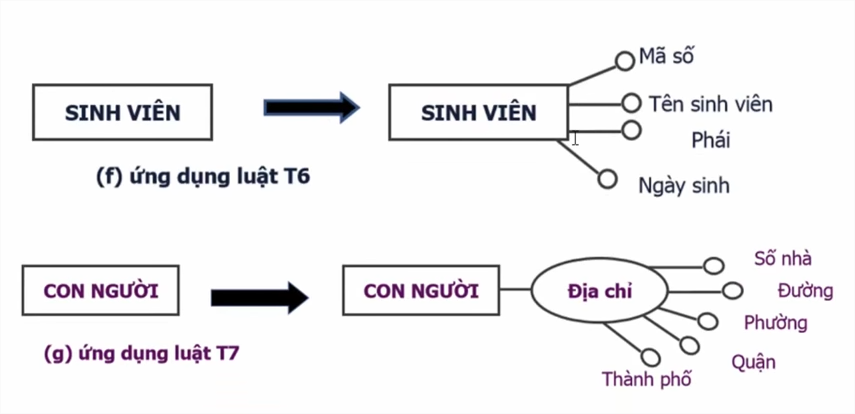 SINH VIÊN
SINH VIÊN
Mã số
Tên sinh viên
Phái
Ngày sinh
(f) ứng dụng luật T6
CON NGƯỜI
CON NGƯỜI
Địa chỉ
Số nhà
Đường
Phường
Quận
Thành phố
(g) ứng dụng luật T7